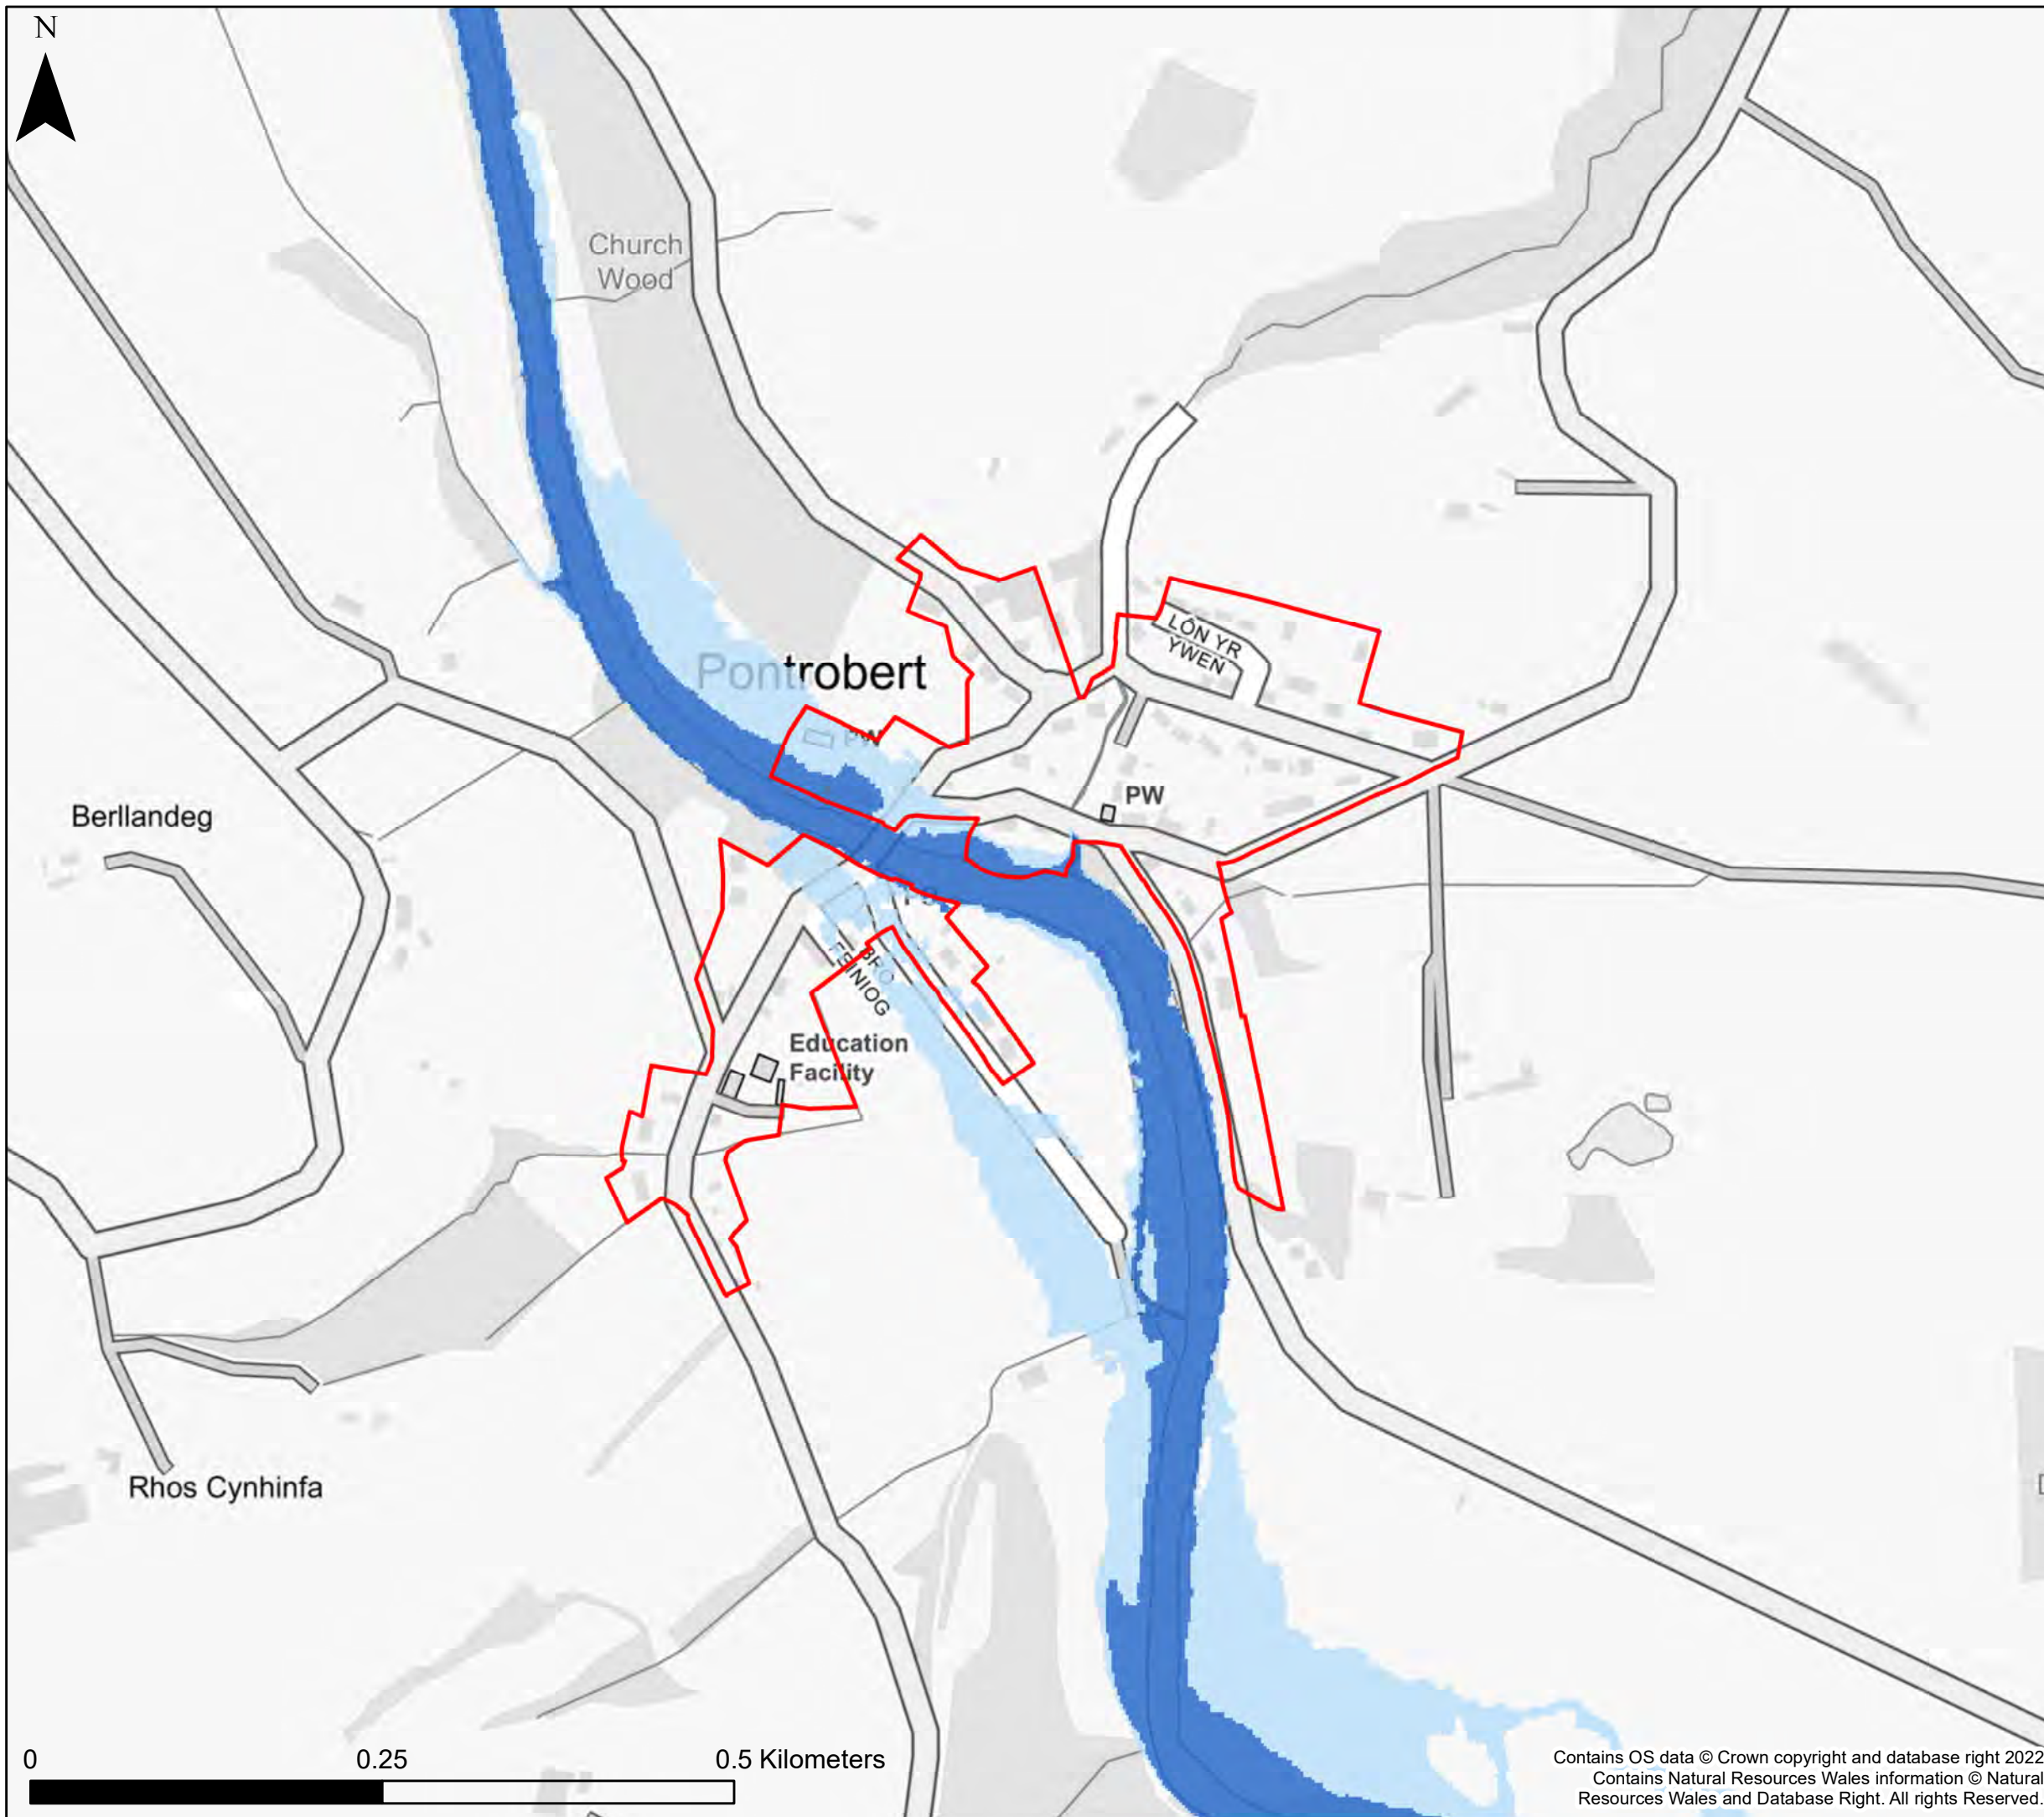 N
Church
Wood
Pontrobert
LÔN YR
YWEN
PW
PW
Berllandeg
BRO
FEINIOG
Education
Facility
Rhos Cynhinfa
0
0.25
0.5 Kilometers
Contains OS data © Crown copyright and database right 2022
Contains Natural Resources Wales information © Natural
Resources Wales and Database Right. All rights Reserved.